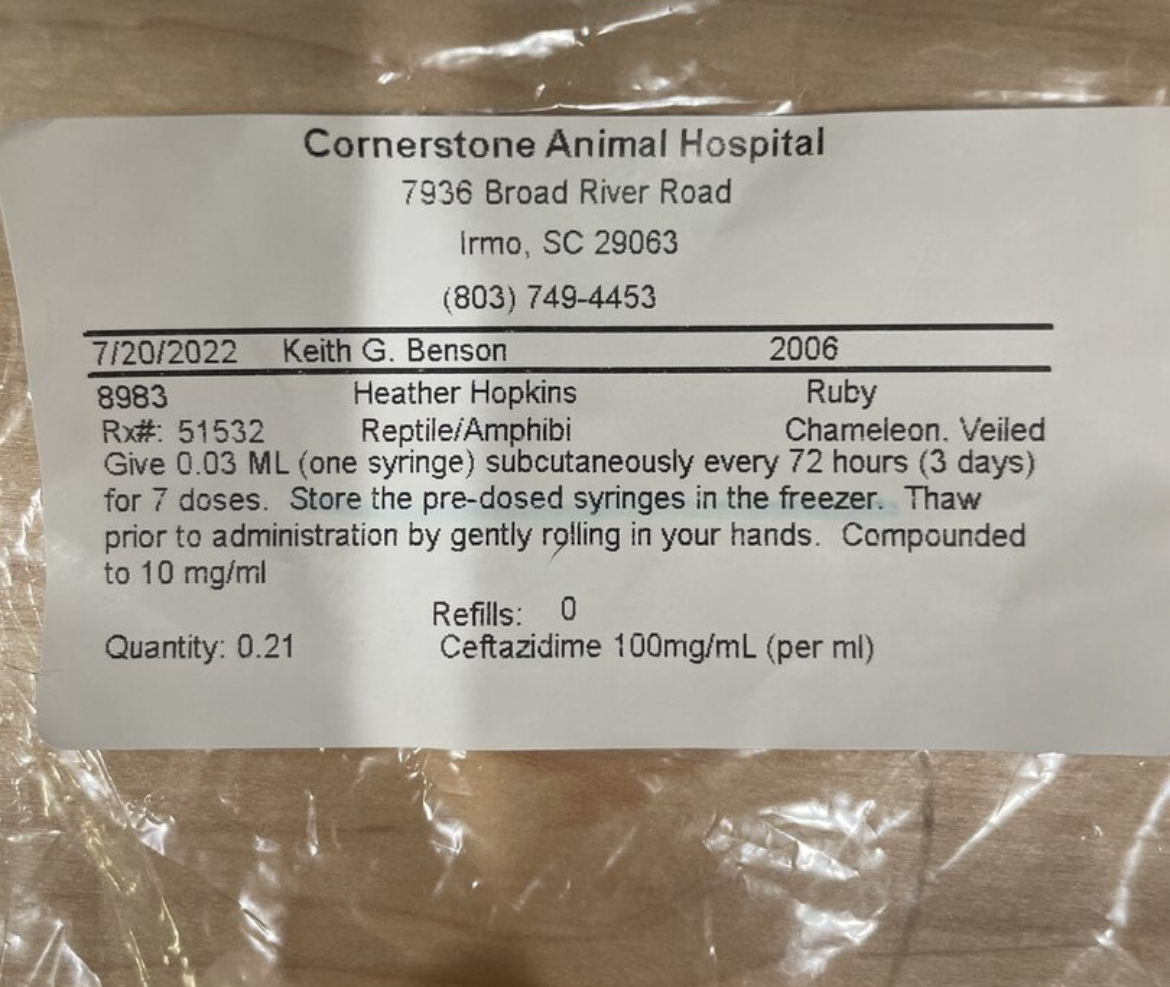 Cornerstone Animal Hospital
7936 Broad River Road
Irmo, SC 29063
(803) 749-4453
7/20/2022 Keith G. Benson 2006
8983 Heather Hopkins Ruby
Rx#: 51532 Reptile/Amphibi Chameleon, Veiled
Give 0.03 ML (one syringe) subcutaneously every 72 hours (3 days)
for 7 doses. Store the pre-dosed syringes in the freezer. Thaw
prior to administration by gently rolling in your hands. Compounded
to 10 mg/ml
Refills: 0
Quantity: 0.21 Ceftazidime 100mg/mL (per ml)